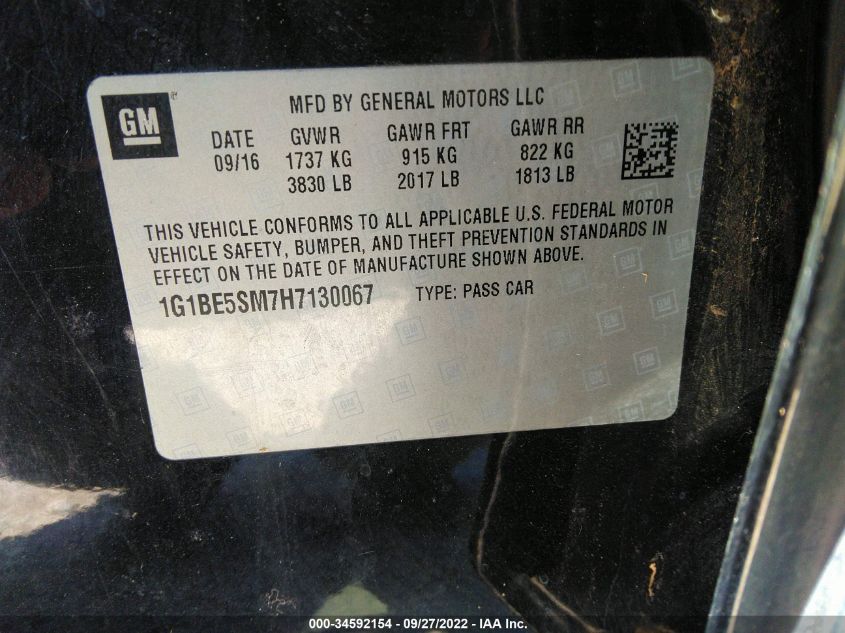 GM
MFD BY GENERAL MOTORS LLC
DATE GVWR GAWR FRT GAWR RR
09/16 1737 KG 915 KG 822 KG
3830 LB 2017 LB 1813 LB
THIS VEHICLE CONFORMS TO ALL APPLICABLE U.S. FEDERAL MOTOR
VEHICLE SAFETY, BUMPER, AND THEFT PREVENTION STANDARDS IN
EFFECT ON THE DATE OF MANUFACTURE SHOWN ABOVE.
1G1BE5SM7H7130067 TYPE: PASS CAR
000-34592154 - 09/27/2022 - IAA Inc.